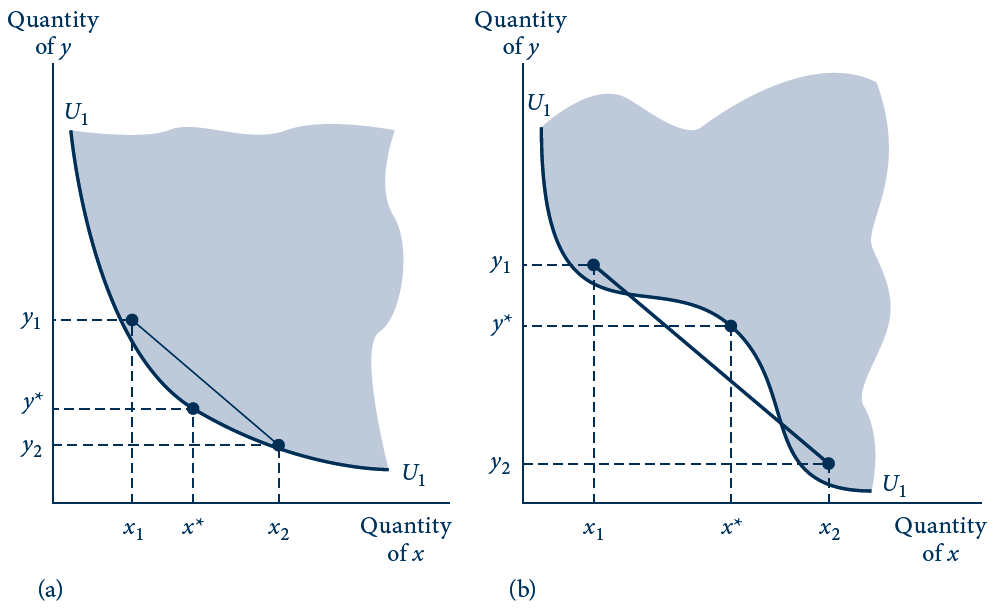 Quantity
of y
U1
y1
y*
y2
U1
x1 x* x2
Quantity
of x
(a)
Quantity
of y
U1
y1
y*
y2
U1
x1 x* x2
Quantity
of x
(b)